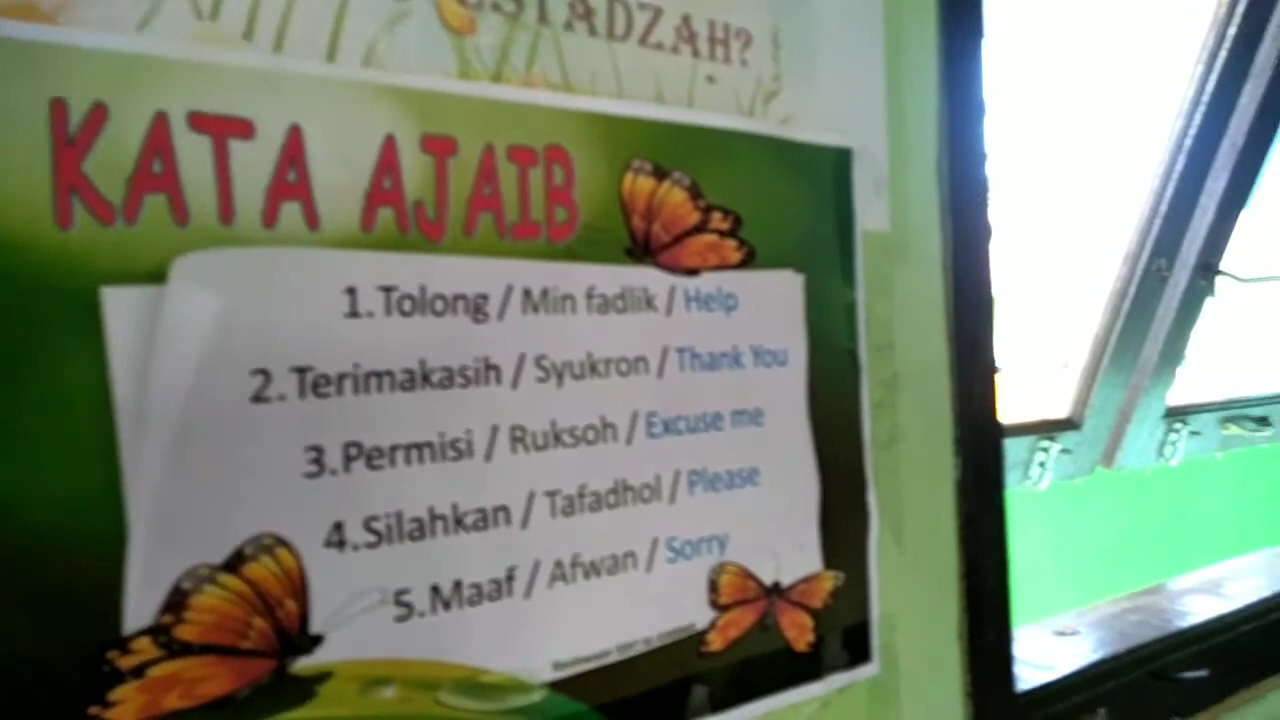 USTADZAH?
KATA AJAIB
1.Tolong / Min fadlik / Help
2.Terimakasih / Syukron / Thank You
3.Permisi / Ruksoh / Excuse me
4.Silahkan / Tafadhol / Please
5.Maaf / Afwan / Sorry